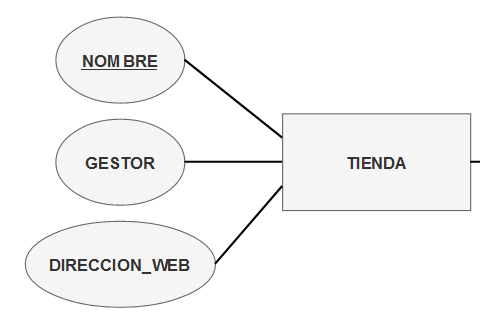 NOMBRE
GESTOR
TIENDA
DIRECCION_WEB